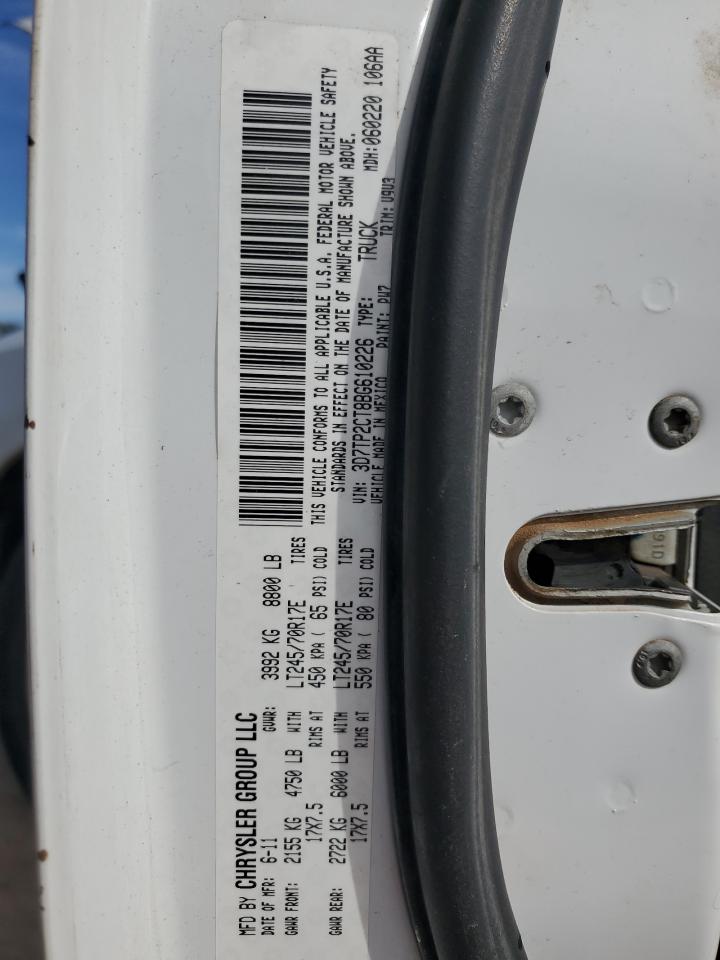 MFD BY CHRYSLER GROUP LLC
DATE OF MFR: 6-11 GVWR: 3992 KG 8800 LB
GAWR FRONT: 2155 KG 4750 LB WITH LT245/70R17E TIRES
17X7.5 RIMS AT 450 KPA ( 65 PSI) COLD
GAWR REAR: 2722 KG 6000 LB WITH LT245/70R17E TIRES
17X7.5 RIMS AT 550 KPA ( 80 PSI) COLD
THIS VEHICLE CONFORMS TO ALL APPLICABLE U.S.A. FEDERAL MOTOR VEHICLE SAFETY
STANDARDS IN EFFECT ON THE DATE OF MANUFACTURE SHOWN ABOVE.
VIN: 3D7TP2CT8BG610226 TYPE: TRUCK MDH:060220 106AA
VEHICLE MADE IN MEXICO PAINT: PW7 TRIM: U9U3